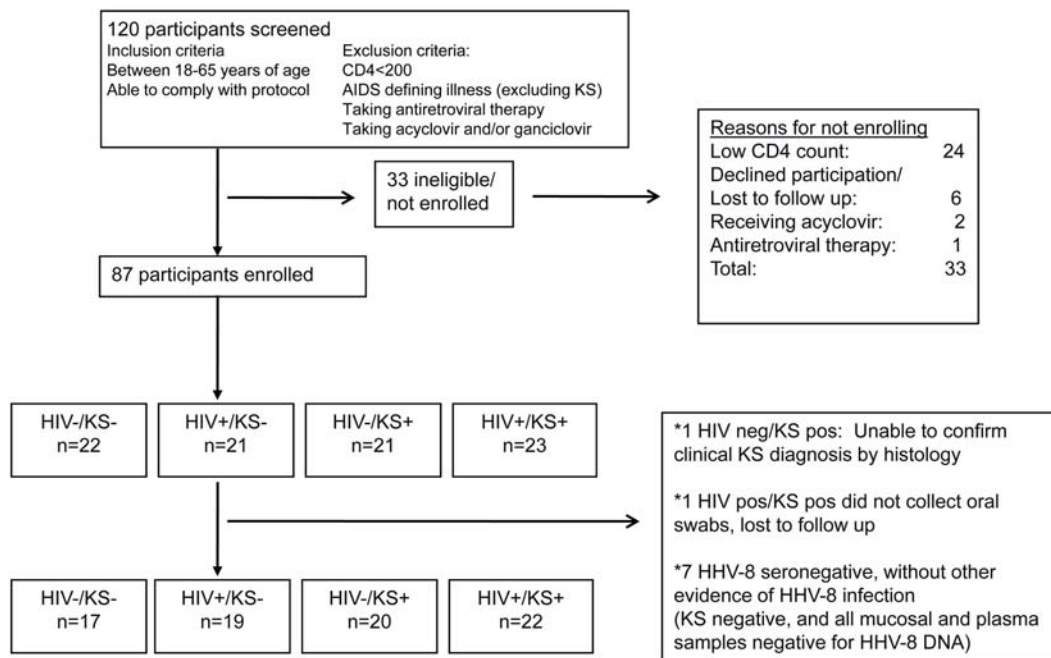 120 participants screened
Inclusion criteria
Between 18-65 years of age
Able to comply with protocol
Exclusion criteria:
CD4<200
AIDS defining illness (excluding KS)
Taking antiretroviral therapy
Taking acyclovir and/or ganciclovir
33 ineligible/
not enrolled
Reasons for not enrolling
Low CD4 count: 24
Declined participation/
Lost to follow up: 6
Receiving acyclovir: 2
Antiretroviral therapy: 1
Total: 33
87 participants enrolled
HIV-/KS-
n=22
HIV+/KS-
n=21
HIV-/KS+
n=21
HIV+/KS+
n=23
*1 HIV neg/KS pos: Unable to confirm
clinical KS diagnosis by histology
*1 HIV pos/KS pos did not collect oral
swabs, lost to follow up
*7 HHV-8 seronegative, without other
evidence of HHV-8 infection
(KS negative, and all mucosal and plasma
samples negative for HHV-8 DNA)
HIV-/KS-
n=17
HIV+/KS-
n=19
HIV-/KS+
n=20
HIV+/KS+
n=22